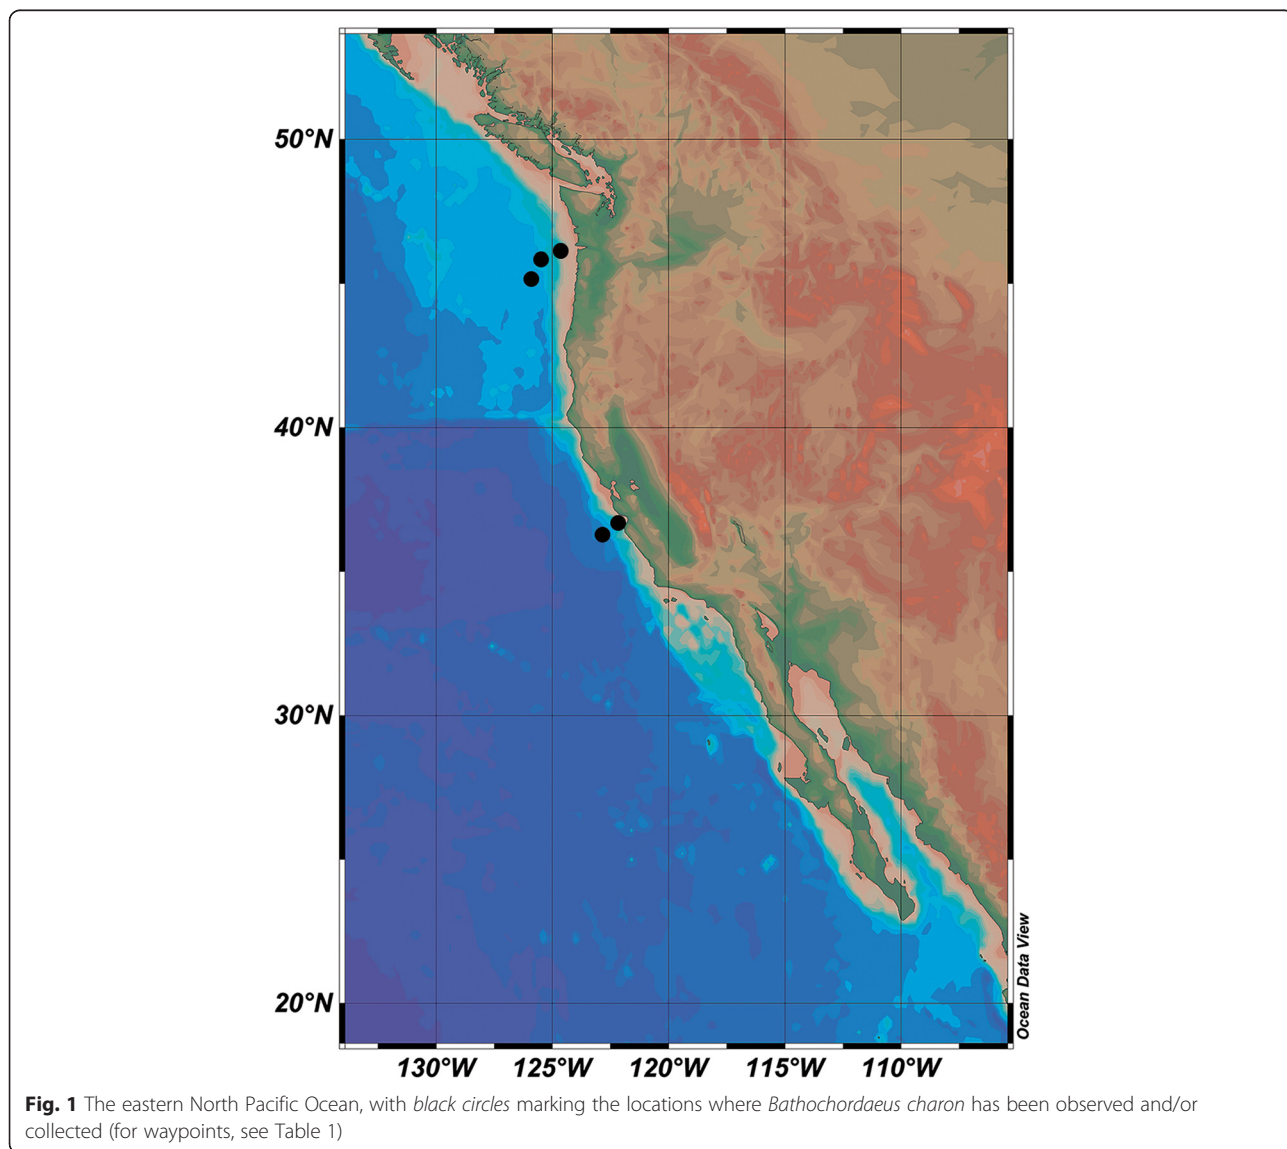 50°N
40°N
30°N
20°N
130°W 125°W 120°W 115°W 110°W
Ocean Data View
Fig. 1 The eastern North Pacific Ocean, with black circles marking the locations where Bathochordaeus charon has been observed and/or
collected (for waypoints, see Table 1)